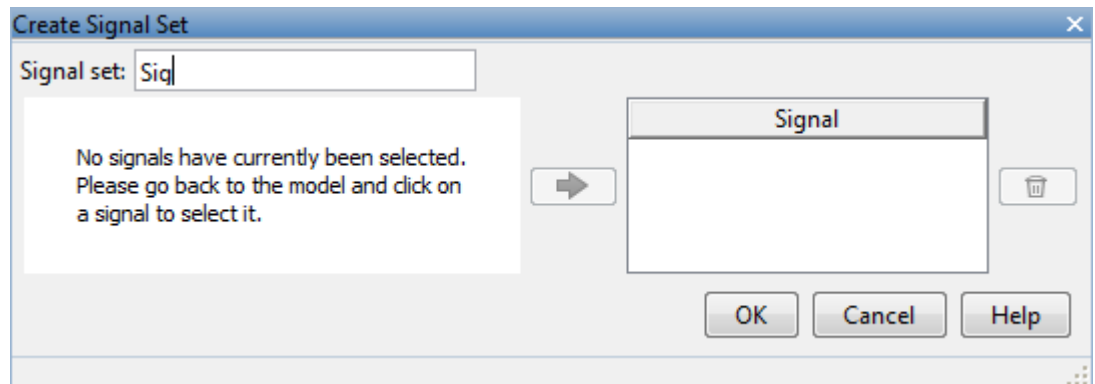 Create Signal Set
Signal set: Sig
Signal
No signals have currently been selected.
Please go back to the model and click on
a signal to select it.
OK Cancel Help